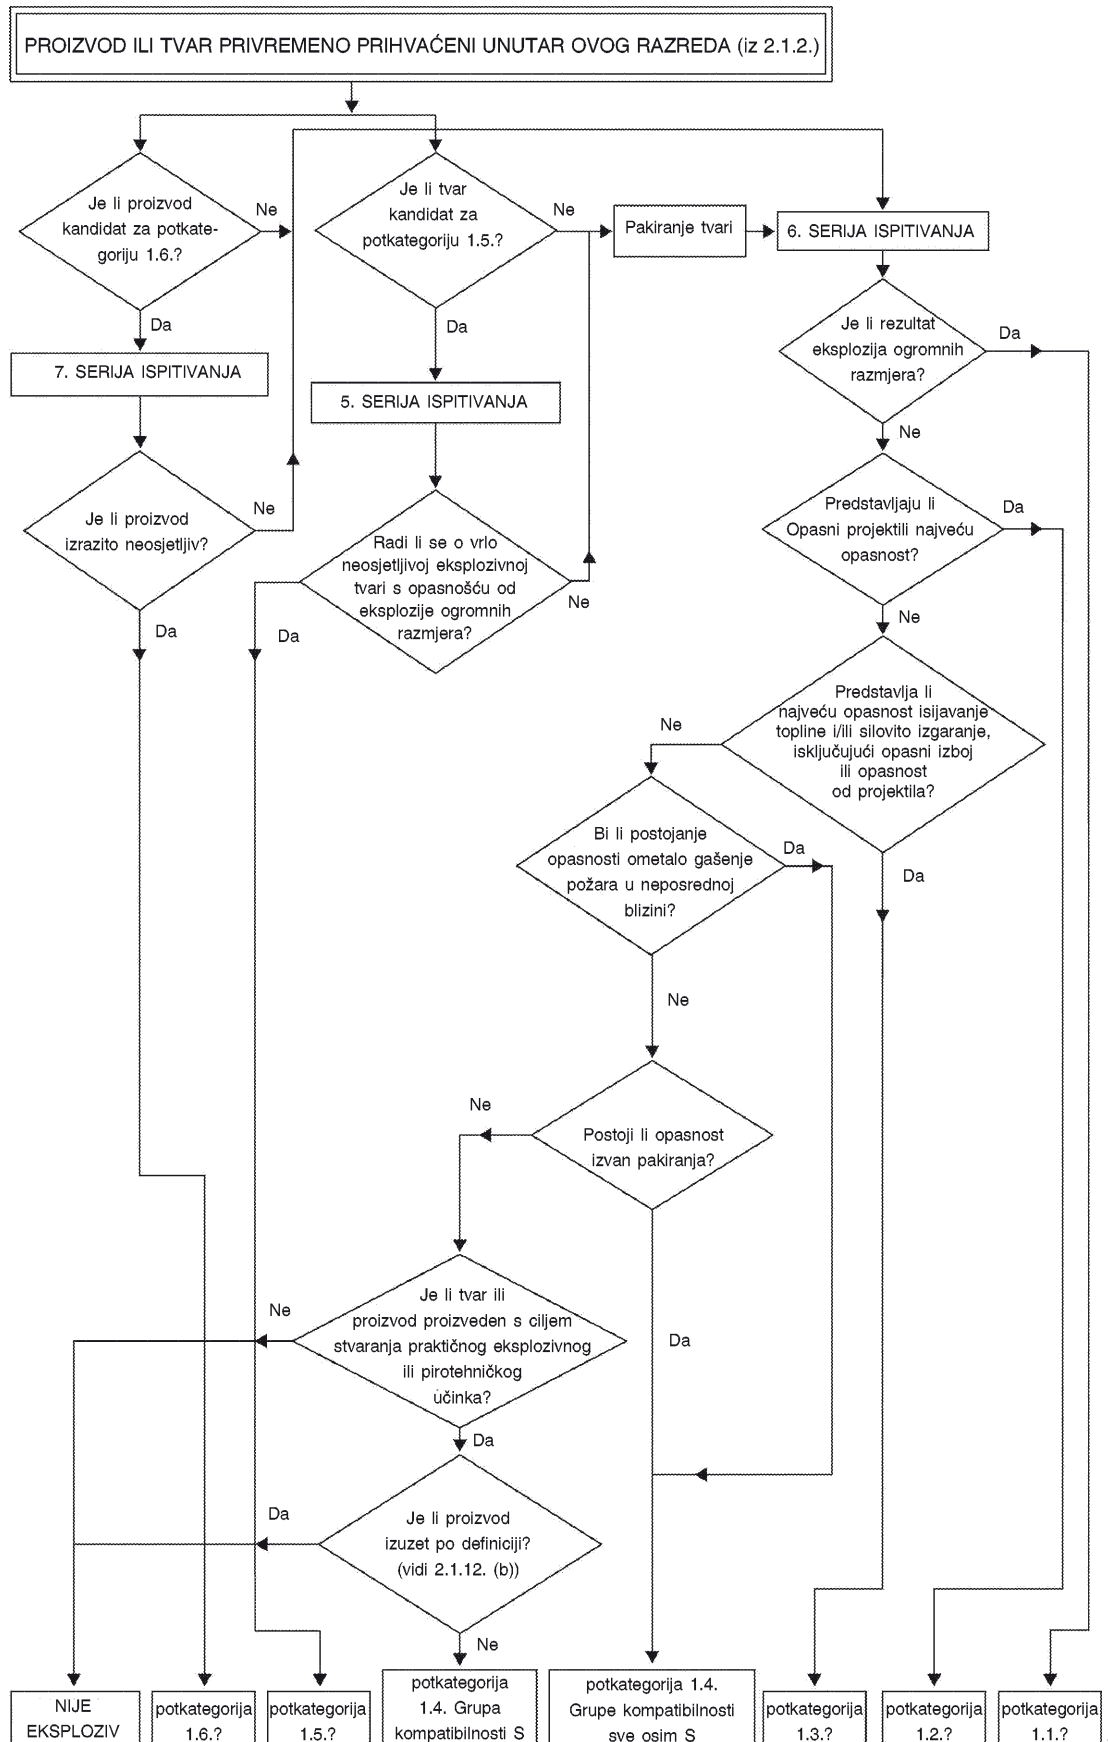 PROIZVOD ILI TVAR PRIVREMENO PRIHVAĆENI UNUTAR OVOG RAZREDA (iz 2.1.2.)
Je li proizvod
kandidat za potkate-
goriju 1.6.?
Ne
Da
7. SERIJA ISPITIVANJA
Je li proizvod
izrazito neosjetljiv?
Ne
Da
Je li tvar
kandidat za
potkategoriju 1.5.?
Ne
Da
5. SERIJA ISPITIVANJA
Radi li se o vrlo
neosjetljivoj eksplozivnoj
tvari s opasnošću od
eksplozije ogromnih
razmjera?
Ne
Da
Pakiranje tvari
6. SERIJA ISPITIVANJA
Je li rezultat
eksplozija ogromnih
razmjera?
Da
Ne
Predstavljaju li
Opasni projektili najveću
opasnost?
Da
Ne
Predstavlja li
najveću opasnost isijavanje
topline i/ili silovito izgaranje,
isključujući opasni izboj
ili opasnost
od projektila?
Ne
Da
Bi li postojanje
opasnosti ometalo gašenje
požara u neposrednoj
blizini?
Da
Ne
Postoji li opasnost
izvan pakiranja?
Ne
Da
Je li tvar ili
proizvod proizveden s ciljem
stvaranja praktičnog eksplozivnog
ili pirotehničkog
učinka?
Ne
Da
Je li proizvod
izuzet po definiciji?
(vidi 2.1.12. (b))
Da
Ne
NIJE
EKSPLOZIV
potkategorija
1.6.?
potkategorija
1.5.?
potkategorija
1.4. Grupa
kompatibilnosti S
potkategorija 1.4.
Grupe kompatibilnosti
sve osim S
potkategorija
1.3.?
potkategorija
1.2.?
potkategorija
1.1.?